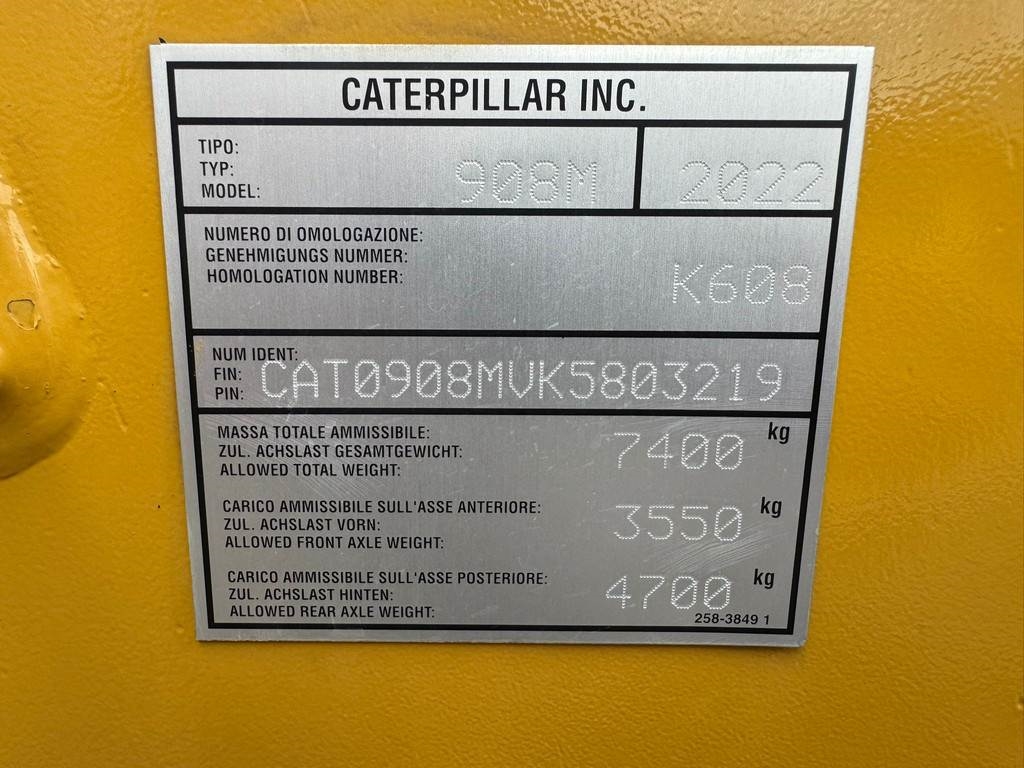 CATERPILLAR INC.
TIPO:
TYP:
MODEL: 908M 2022
NUMERO DI OMOLOGAZIONE:
GENEHMIGUNGS NUMMER:
HOMOLOGATION NUMBER: K608
NUM IDENT:
FIN: CAT0908MVK5803219
PIN:
MASSA TOTALE AMMISSIBILE:
ZUL. ACHSLAST GESAMTGEWICHT: 7400 kg
ALLOWED TOTAL WEIGHT:
CARICO AMMISSIBILE SULL'ASSE ANTERIORE:
ZUL. ACHSLAST VORN: 3550 kg
ALLOWED FRONT AXLE WEIGHT:
CARICO AMMISSIBILE SULL'ASSE POSTERIORE:
ZUL. ACHSLAST HINTEN: 4700 kg
ALLOWED REAR AXLE WEIGHT:
258-3849 1